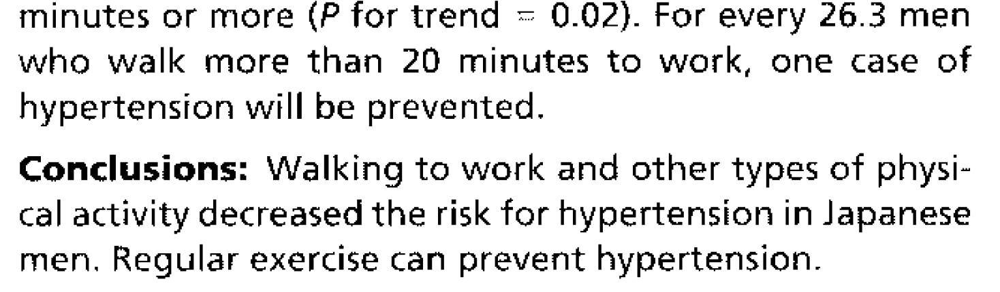 minutes or more (P for trend = 0.02). For every 26.3 men
who walk more than 20 minutes to work, one case of
hypertension will be prevented.
Conclusions: Walking to work and other types of physi-
cal activity decreased the risk for hypertension in Japanese
men. Regular exercise can prevent hypertension.